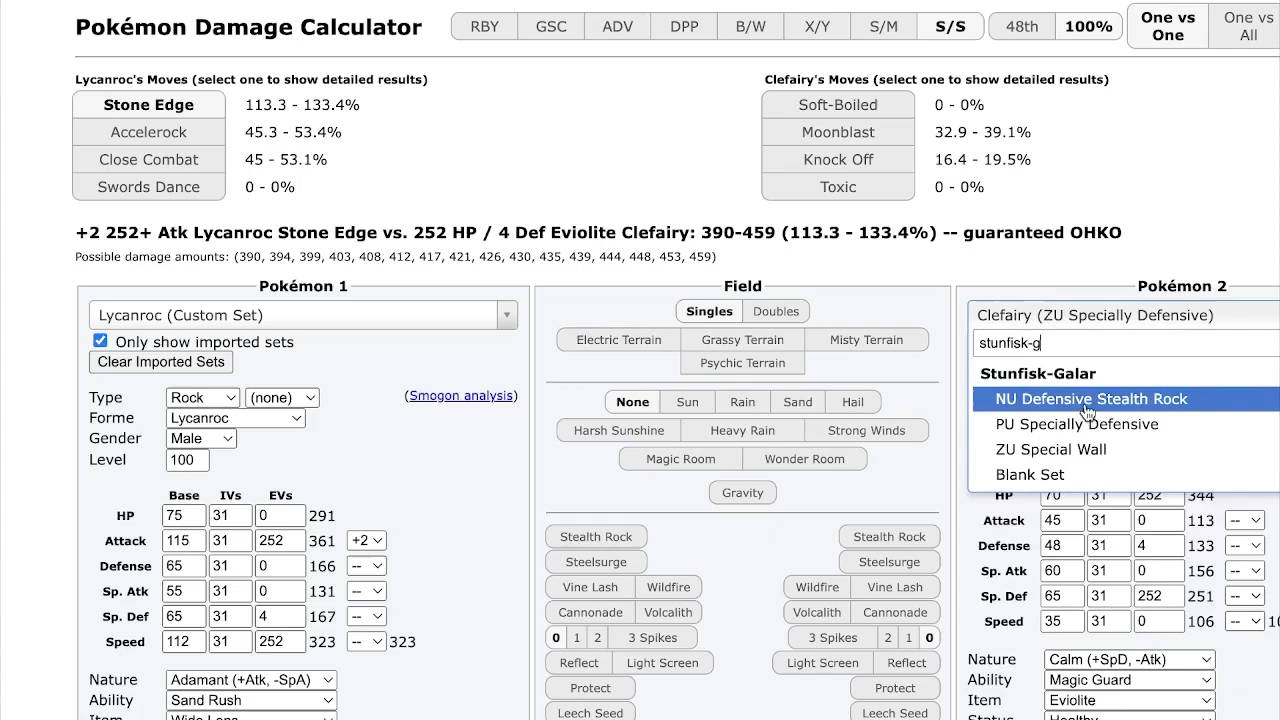 Pokémon Damage Calculator
RBY GSC ADV DPP B/W X/Y S/M S/S 48th 100% One vs One One vs All
Lycanroc's Moves (select one to show detailed results)
Stone Edge 113.3 - 133.4%
Accelerock 45.3 - 53.4%
Close Combat 45 - 53.1%
Swords Dance 0 - 0%
Clefairy's Moves (select one to show detailed results)
Soft-Boiled 0 - 0%
Moonblast 32.9 - 39.1%
Knock Off 16.4 - 19.5%
Toxic 0 - 0%
+2 252+ Atk Lycanroc Stone Edge vs. 252 HP / 4 Def Eviolite Clefairy: 390-459 (113.3 - 133.4%) -- guaranteed OHKO
Possible damage amounts: (390, 394, 399, 403, 408, 412, 417, 421, 426, 430, 435, 439, 444, 448, 453, 459)
Pokémon 1
Lycanroc (Custom Set)
Only show imported sets
Clear Imported Sets
Type Rock (none) (Smogon analysis)
Forme Lycanroc
Gender Male
Level 100
Base IVs EVs
HP 75 31 0 291
Attack 115 31 252 361 +2
Defense 65 31 0 166 --
Sp. Atk 55 31 0 131 --
Sp. Def 65 31 4 167 --
Speed 112 31 252 323 -- 323
Nature Adamant (+Atk, -SpA)
Ability Sand Rush
Item Wide Lens
Field
Singles Doubles
Electric Terrain Grassy Terrain Misty Terrain
Psychic Terrain
None Sun Rain Sand Hail
Harsh Sunshine Heavy Rain Strong Winds
Magic Room Wonder Room
Gravity
Stealth Rock Stealth Rock
Steelsurge Steelsurge
Vine Lash Wildfire Wildfire Vine Lash
Cannonade Volcalith Volcalith Cannonade
0 1 2 3 Spikes 3 Spikes 2 1 0
Reflect Light Screen Light Screen Reflect
Protect Protect
Leech Seed Leech Seed
Pokémon 2
Clefairy (ZU Specially Defensive)
stunfisk-g
Stunfisk-Galar
NU Defensive Stealth Rock
PU Specially Defensive
ZU Special Wall
Blank Set
HP 70 31 252 344
Attack 45 31 0 113 --
Defense 48 31 4 133 --
Sp. Atk 60 31 0 156 --
Sp. Def 65 31 252 251 --
Speed 35 31 0 106 --
Nature Calm (+SpD, -Atk)
Ability Magic Guard
Item Eviolite
Status Healthy